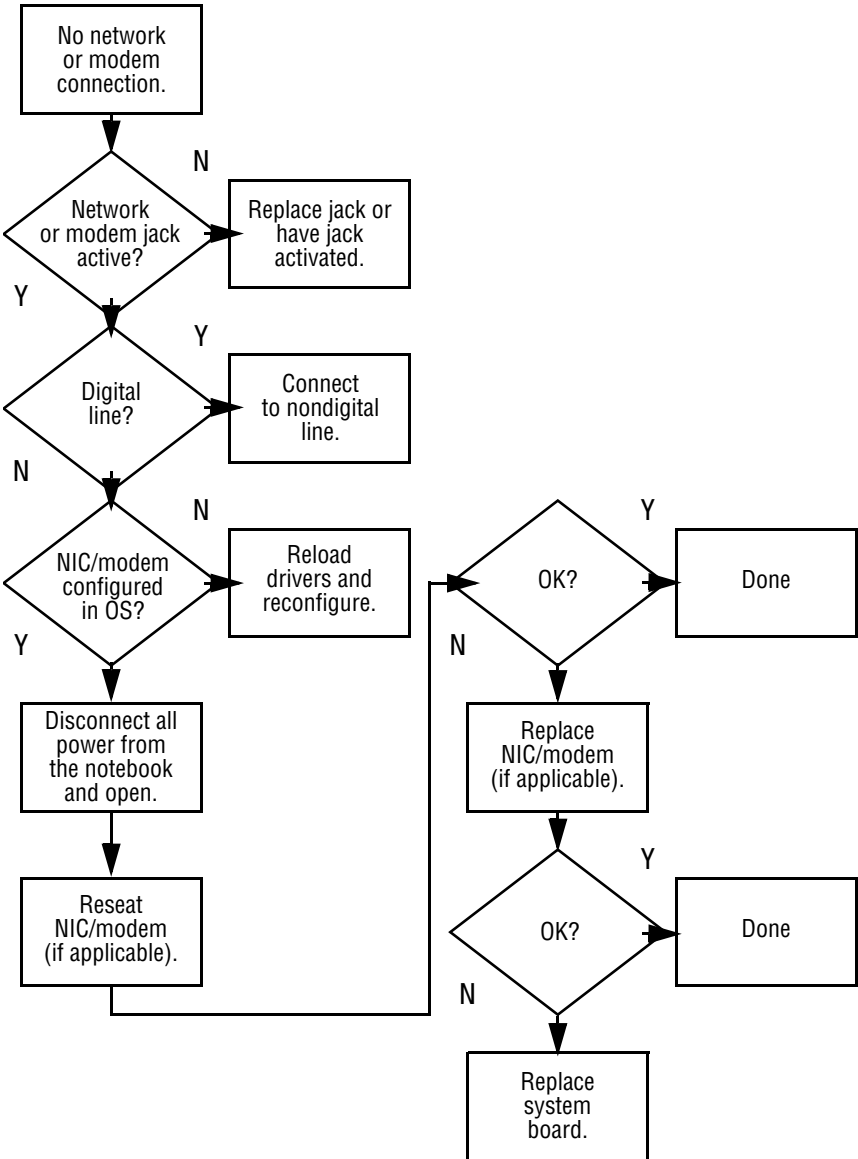 No network
or modem
connection.
N
Network
or modem jack
active?
Replace jack or
have jack
activated.
Y
Y
Digital
line?
Connect
to nondigital
line.
N
N
NIC/modem
configured
in OS?
Reload
drivers and
reconfigure.
Y
Disconnect all
power from
the notebook
and open.
Reseat
NIC/modem
(if applicable).
Y
OK?
Done
N
Replace
NIC/modem
(if applicable).
Y
OK?
Done
N
Replace
system
board.